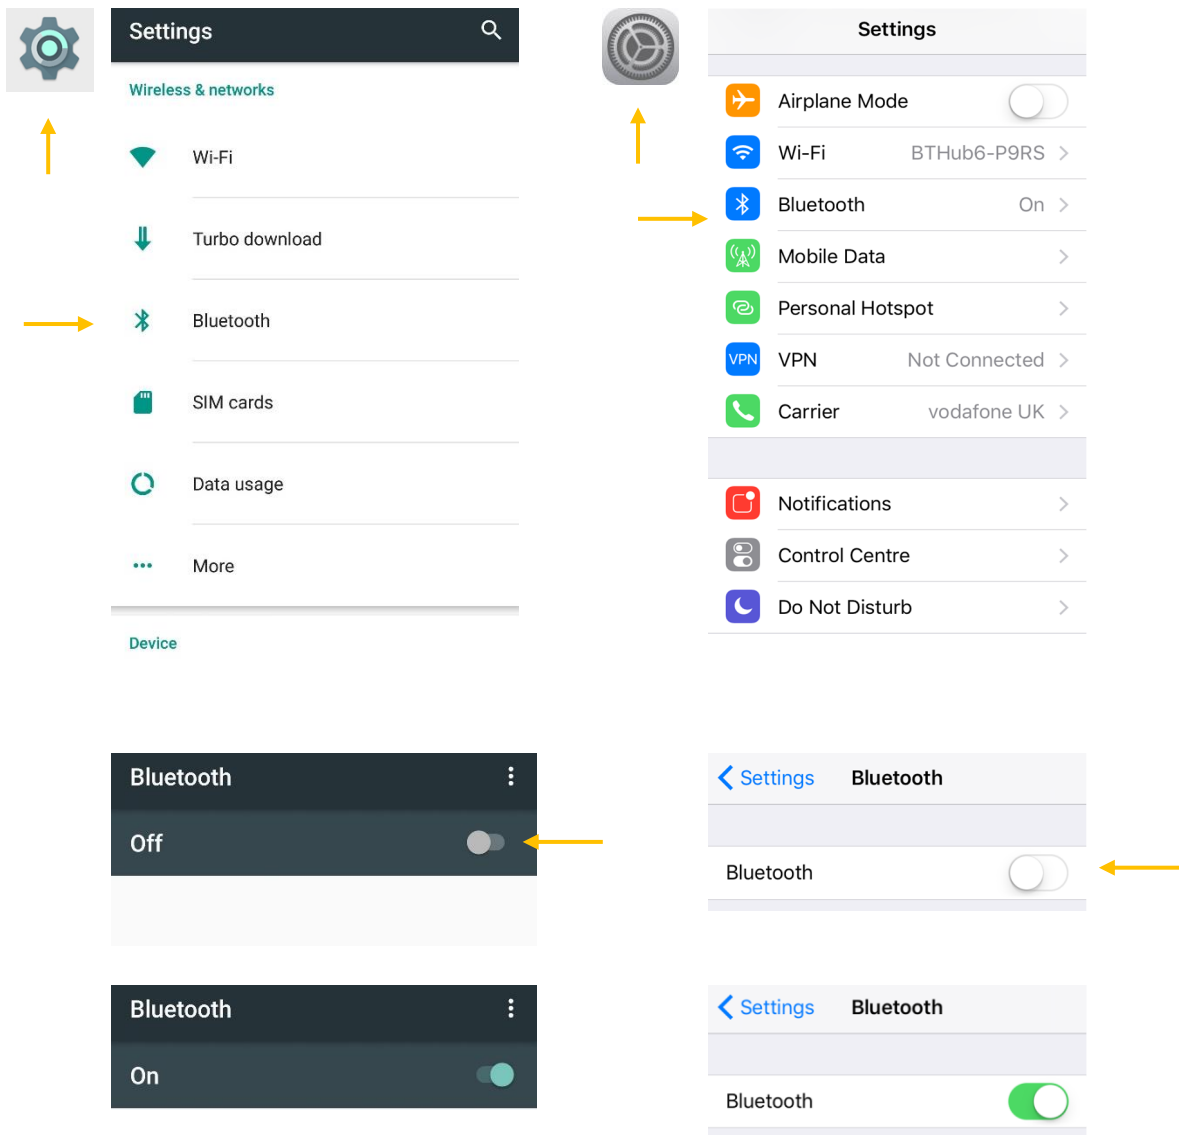 Settings
Wireless & networks
Wi-Fi
Turbo download
Bluetooth
SIM cards
Data usage
More
Device
Settings
Airplane Mode
Wi-Fi BTHub6-P9RS
Bluetooth On
Mobile Data
Personal Hotspot
VPN VPN Not Connected
Carrier vodafone UK
Notifications
Control Centre
Do Not Disturb
Bluetooth
Off
Settings Bluetooth
Bluetooth
Bluetooth
On
Settings Bluetooth
Bluetooth